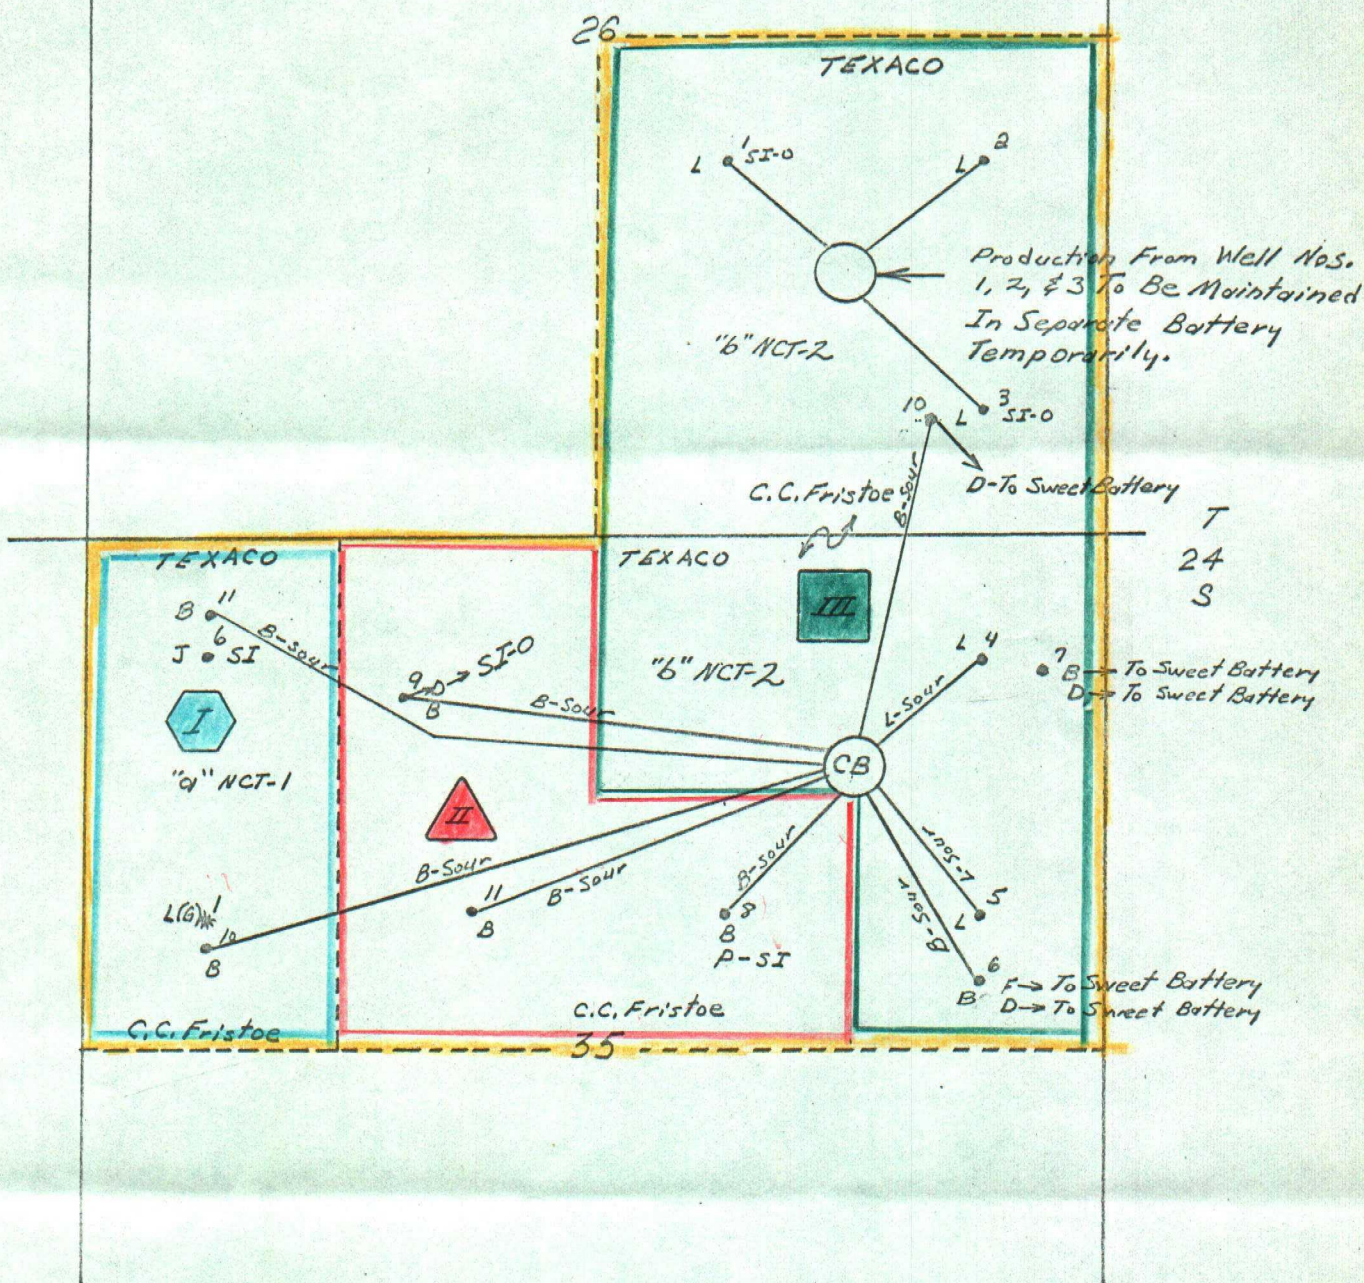 26
TEXACO
1 SI-O
L
2
L
Production From Well Nos.
1, 2, & 3 To Be Maintained
In Separate Battery
Temporarily.
"b" NCT-2
3
SI-O
10
L
D-To Sweet Battery
B-Sour
C.C. Fristoe
T
24
S
TEXACO
TEXACO
B 11
B-Sour
6
J SI
III
"b" NCT-2
9 D SI-O
B
B-Sour
L 4
L-Sour
7
B → To Sweet Battery
D → To Sweet Battery
I
"a" NCT-1
CB
II
B-Sour
B-Sour
B-Sour
L-Sour
B-Sour
L(G) 1
10
B
11
B
8
B
P-SI
5
L
6
B
F → To Sweet Battery
D → To Sweet Battery
C.C. Fristoe
C.C. Fristoe
35